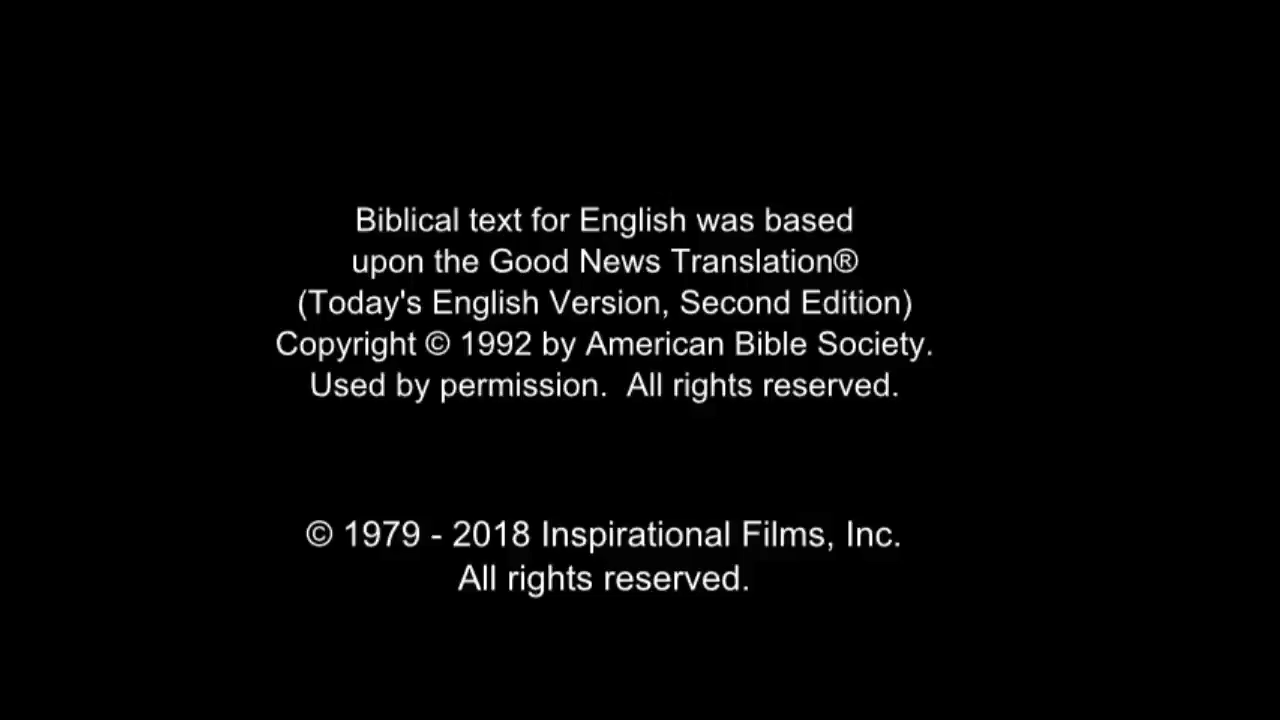 Biblical text for English was based
upon the Good News Translation®
(Today's English Version, Second Edition)
Copyright © 1992 by American Bible Society.
Used by permission.  All rights reserved.
© 1979 - 2018 Inspirational Films, Inc.
All rights reserved.